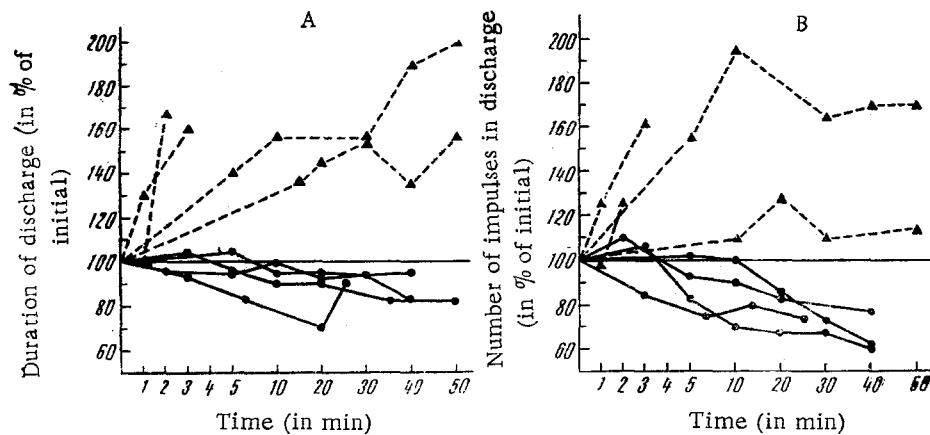 A
Duration of discharge (in % of
initial)
200
180
160
140
120
100
80
60
1 2 3 4 5 10 20 30 40 50
Time (in min)
B
Number of impulses in discharge
(in % of initial)
200
180
160
140
120
100
80
60
1 2 3 4 5 10 20 30 40 60
Time (in min)